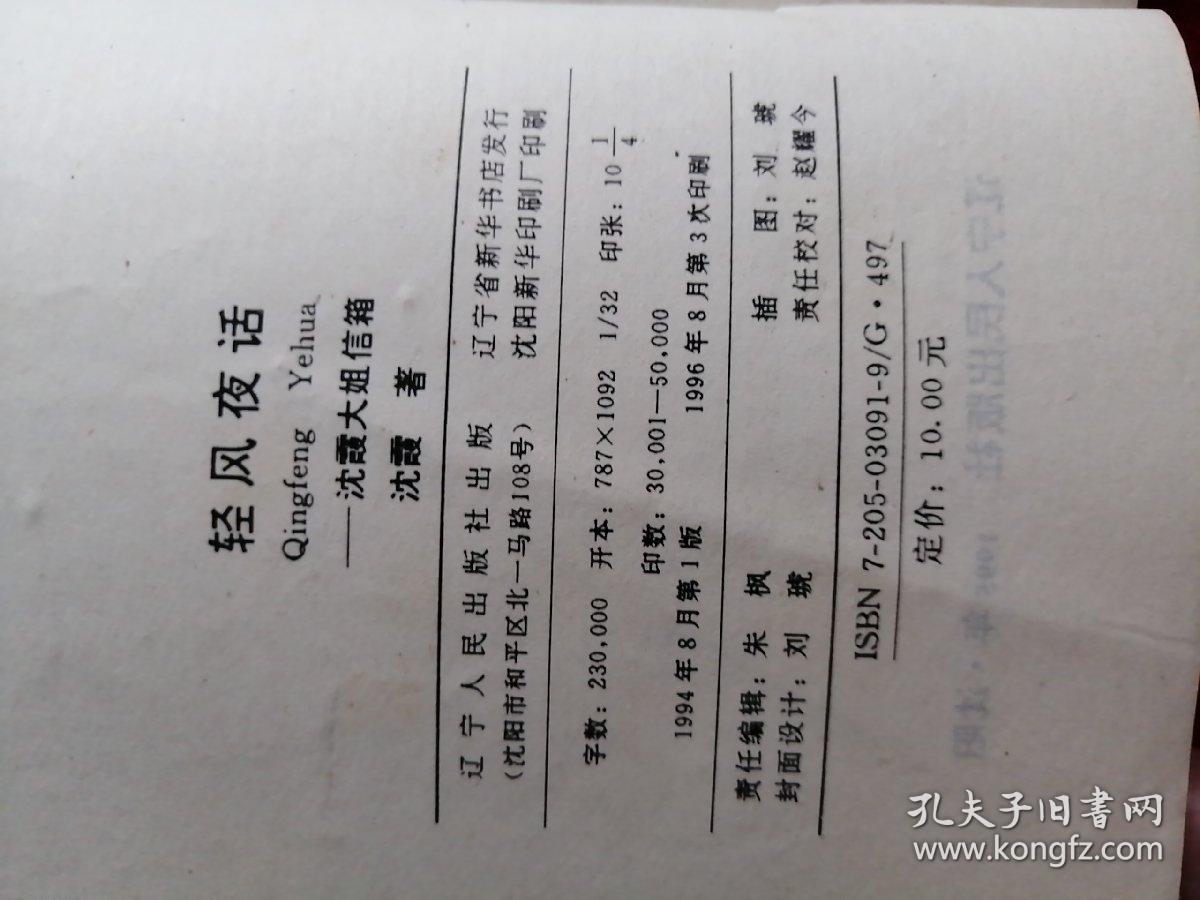 轻风夜话
Qingfeng Yehua
——沈霞大姐信箱
沈霞 著
辽宁人民出版社出版 辽宁省新华书店发行
（沈阳市和平区北一马路108号） 沈阳新华印刷厂印刷
字数：230,000 开本：787×1092 1/32 印张：10 1/4
印数：30,001—50,000
1994年8月第1版 1996年8月第3次印刷
责任编辑：朱 枫 插 图：刘 琥
封面设计：刘 琥 责任校对：赵耀今
ISBN 7-205-03091-9/G·497
定价：10.00元
孔夫子旧书网
www.kongfz.com